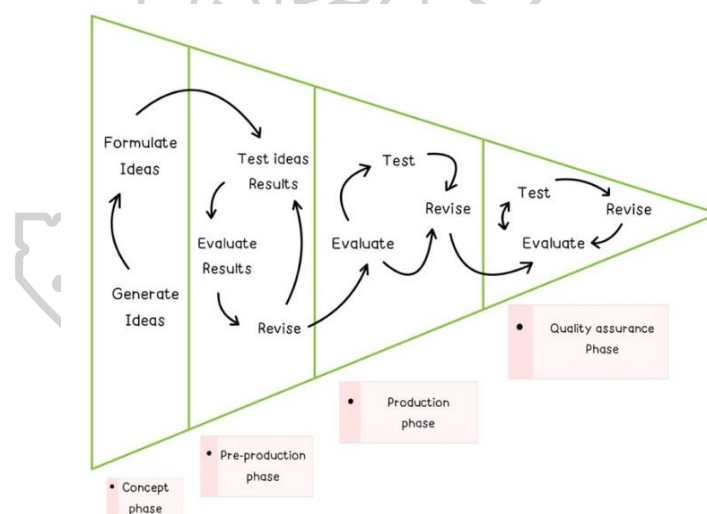 Formulate
Ideas
Generate
Ideas
Test ideas
Results
Evaluate
Results
Revise
Test
Revise
Evaluate
Test
Revise
Evaluate
• Quality assurance
Phase
• Production
phase
• Pre-production
phase
• Concept
phase